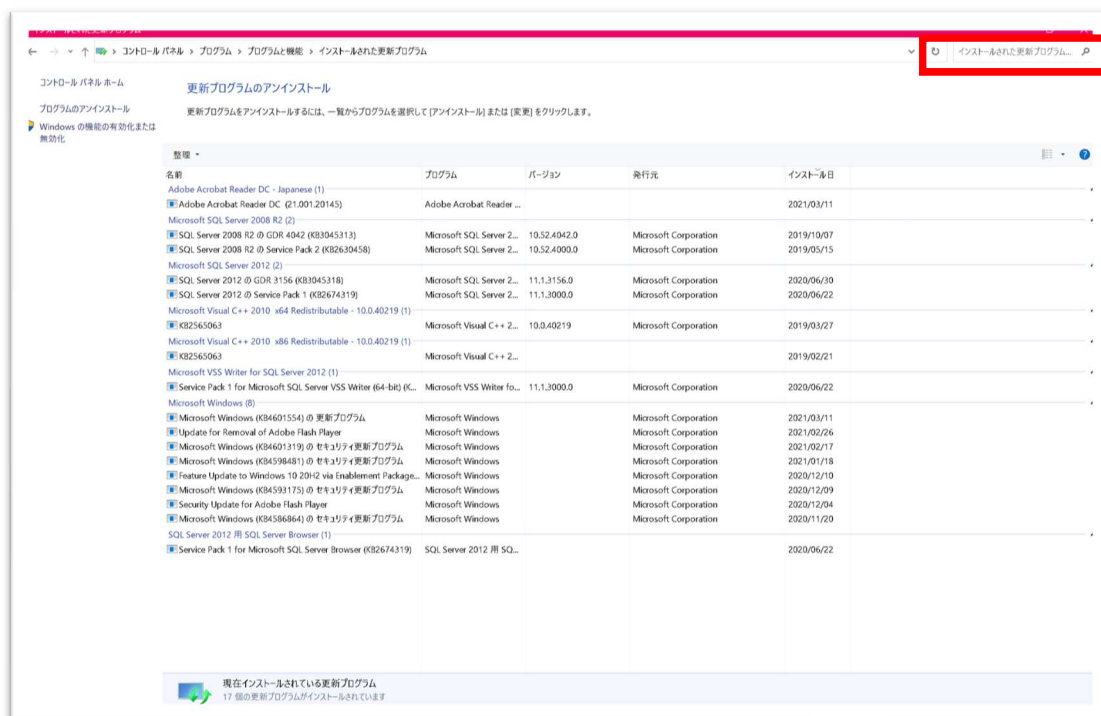 インストールされた更新プログラム
コントロール パネル > プログラム > プログラムと機能 > インストールされた更新プログラム
インストールされた更新プログラム...
コントロール パネル ホーム
プログラムのアンインストール
Windows の機能の有効化または
無効化
更新プログラムのアンインストール
更新プログラムをアンインストールするには、一覧からプログラムを選択して [アンインストール] または [変更] をクリックします。
整理
名前 プログラム バージョン 発行元 インストール日
Adobe Acrobat Reader DC - Japanese (1)
Adobe Acrobat Reader DC (21.001.20145) Adobe Acrobat Reader ... 2021/03/11
Microsoft SQL Server 2008 R2 (2)
SQL Server 2008 R2 の GDR 4042 (KB3045313) Microsoft SQL Server 2... 10.52.4042.0 Microsoft Corporation 2019/10/07
SQL Server 2008 R2 の Service Pack 2 (KB2630458) Microsoft SQL Server 2... 10.52.4000.0 Microsoft Corporation 2019/05/15
Microsoft SQL Server 2012 (2)
SQL Server 2012 の GDR 3156 (KB3045318) Microsoft SQL Server 2... 11.1.3156.0 Microsoft Corporation 2020/06/30
SQL Server 2012 の Service Pack 1 (KB2674319) Microsoft SQL Server 2... 11.1.3000.0 Microsoft Corporation 2020/06/22
Microsoft Visual C++ 2010 x64 Redistributable - 10.0.40219 (1)
KB2565063 Microsoft Visual C++ 2... 10.0.40219 Microsoft Corporation 2019/03/27
Microsoft Visual C++ 2010 x86 Redistributable - 10.0.40219 (1)
KB2565063 Microsoft Visual C++ 2... 2019/02/21
Microsoft VSS Writer for SQL Server 2012 (1)
Service Pack 1 for Microsoft SQL Server VSS Writer (64-bit) (K... Microsoft VSS Writer fo... 11.1.3000.0 Microsoft Corporation 2020/06/22
Microsoft Windows (8)
Microsoft Windows (KB4601554) の 更新プログラム Microsoft Windows Microsoft Corporation 2021/03/11
Update for Removal of Adobe Flash Player Microsoft Windows Microsoft Corporation 2021/02/26
Microsoft Windows (KB4601319) の セキュリティ更新プログラム Microsoft Windows Microsoft Corporation 2021/02/17
Microsoft Windows (KB4598481) の セキュリティ更新プログラム Microsoft Windows Microsoft Corporation 2021/01/18
Feature Update to Windows 10 20H2 via Enablement Package... Microsoft Windows Microsoft Corporation 2020/12/10
Microsoft Windows (KB4593175) の セキュリティ更新プログラム Microsoft Windows Microsoft Corporation 2020/12/09
Security Update for Adobe Flash Player Microsoft Windows Microsoft Corporation 2020/12/04
Microsoft Windows (KB4586864) の セキュリティ更新プログラム Microsoft Windows Microsoft Corporation 2020/11/20
SQL Server 2012 用 SQL Server Browser (1)
Service Pack 1 for Microsoft SQL Server Browser (KB2674319) SQL Server 2012 用 SQ... 2020/06/22
現在インストールされている更新プログラム
17 個の更新プログラムがインストールされています